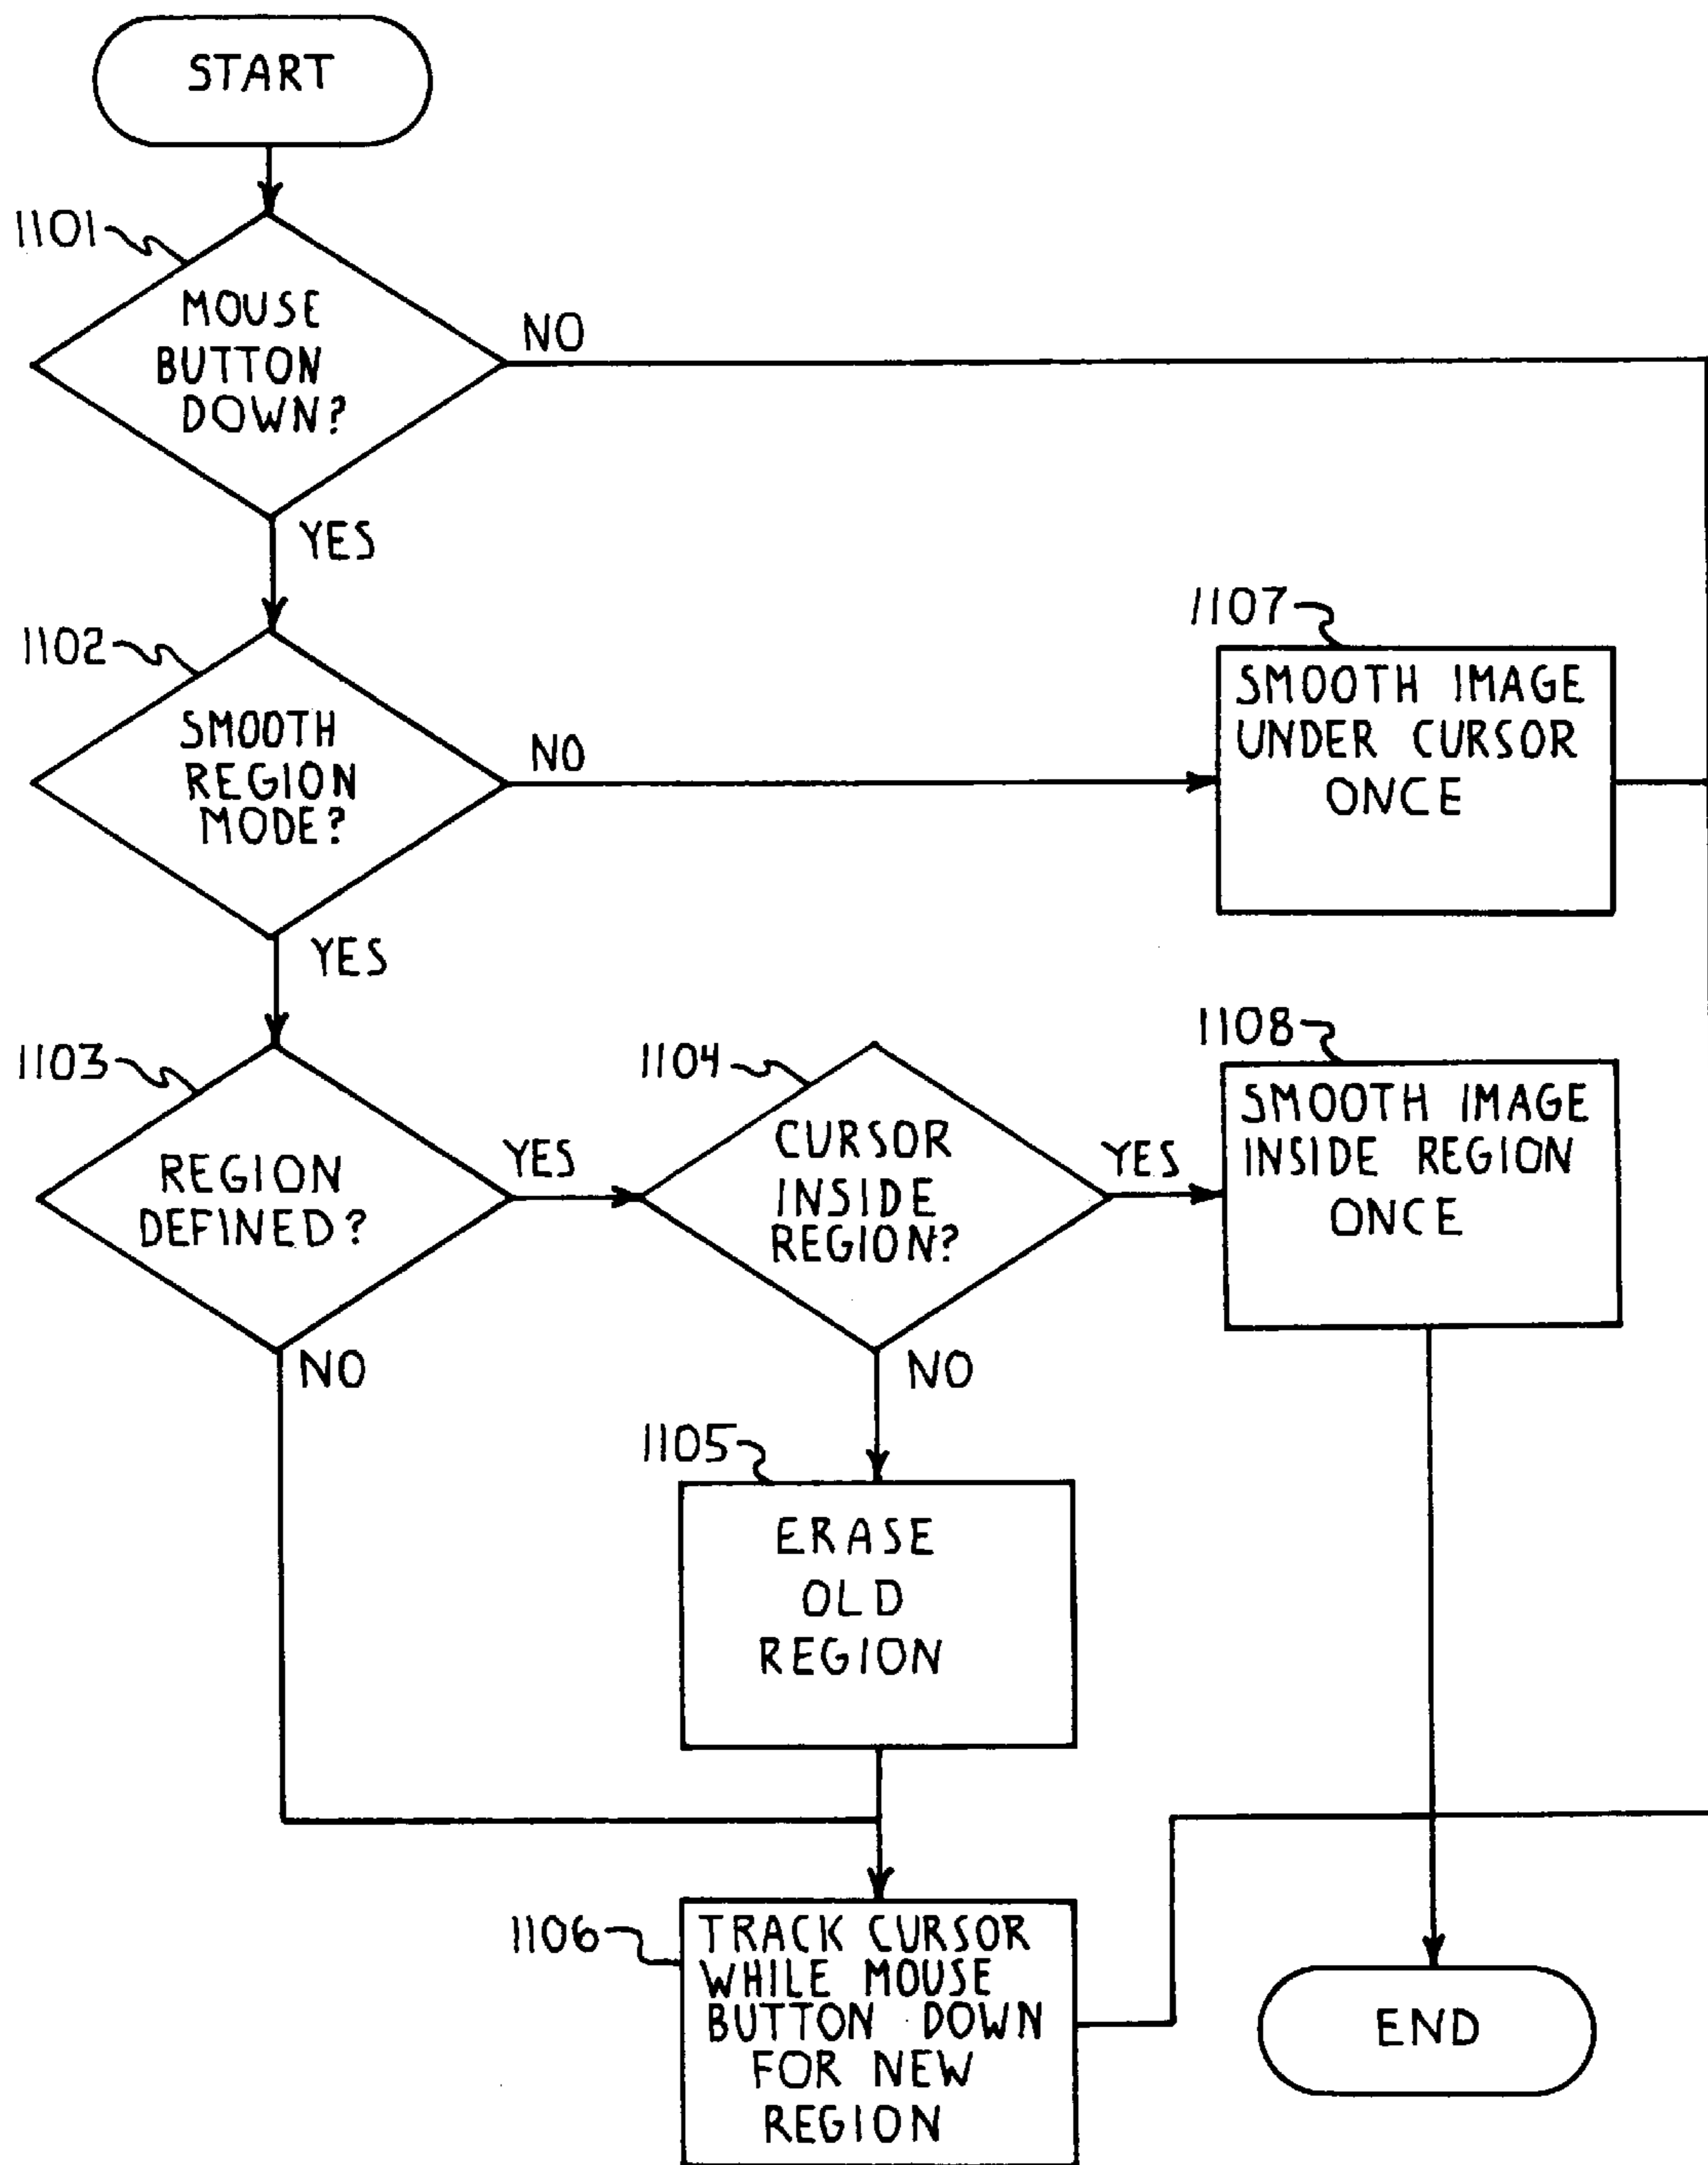 START
1101
MOUSE
BUTTON
DOWN?
NO
YES
1102
SMOOTH
REGION
MODE?
NO
1107
SMOOTH IMAGE
UNDER CURSOR
ONCE
YES
1103
REGION
DEFINED?
YES
1104
CURSOR
INSIDE
REGION?
YES
1108
SMOOTH IMAGE
INSIDE REGION
ONCE
NO
NO
1105
ERASE
OLD
REGION
1106
TRACK CURSOR
WHILE MOUSE
BUTTON DOWN
FOR NEW
REGION
END